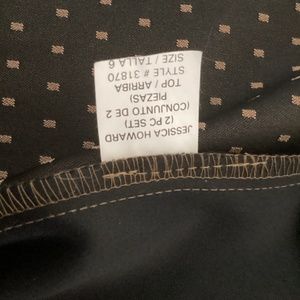 JESSICA HOWARD
(2 PC SET)
(CONJUNTO DE 2
PIEZAS)
TOP / ARRIBA
STYLE # 31870
SIZE / TALLA 6